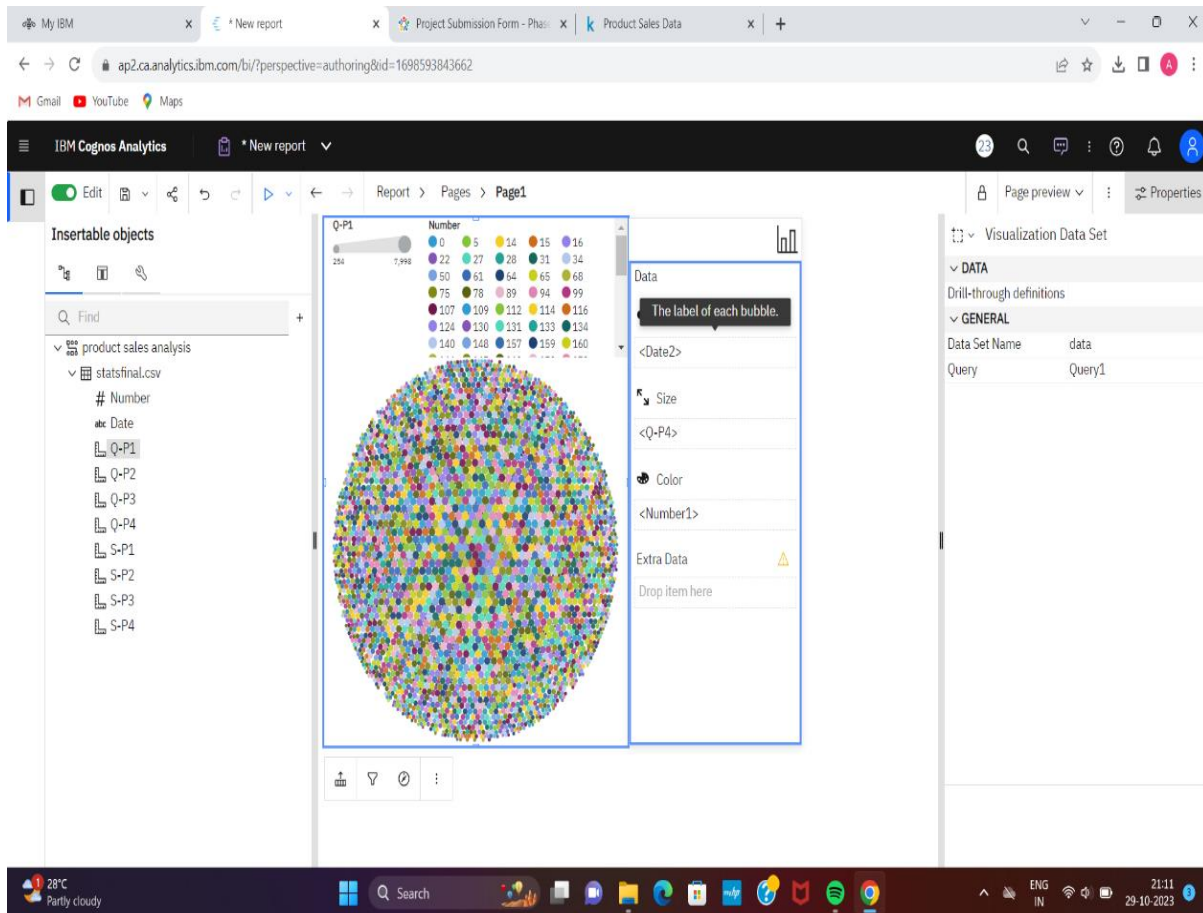 My IBM
* New report
Project Submission Form - Phas
Product Sales Data
ap2.ca.analytics.ibm.com/bi/?perspective=authoring&id=1698593843662
A
Gmail YouTube Maps
IBM Cognos Analytics
* New report
23
Edit
Report > Pages > Page1
Page preview
Properties
Insertable objects
Find
product sales analysis
statsfinal.csv
# Number
abc Date
Q-P1
Q-P2
Q-P3
Q-P4
S-P1
S-P2
S-P3
S-P4
Q-P1
254 7,998
Number
0 5 14 15 16
22 27 28 31 34
50 61 64 65 68
75 78 89 94 99
107 109 112 114 116
124 130 131 133 134
140 148 157 159 160
Data
The label of each bubble.
<Date2>
Size
<Q-P4>
Color
<Number1>
Extra Data
Drop item here
Visualization Data Set
DATA
Drill-through definitions
GENERAL
Data Set Name data
Query Query1
1
28°C
Partly cloudy
Search
myhp
ENG
IN
21:11
29-10-2023
3